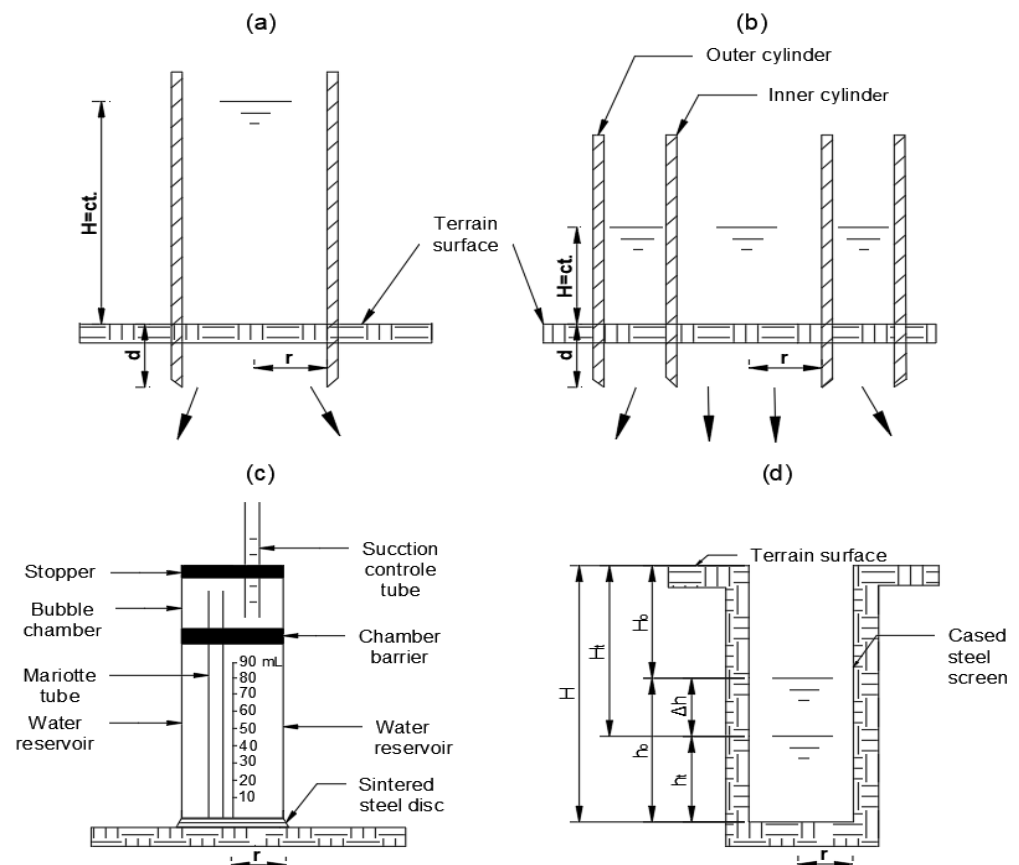 (a)
H=ct.
d
r
Terrain
surface
(b)
Outer cylinder
Inner cylinder
H=ct.
d
r
(c)
Stopper
Bubble
chamber
Mariotte
tube
Water
reservoir
Sucction
controle
tube
Chamber
barrier
90 mL
80
70
60
50
40
30
20
10
Water
reservoir
Sintered
steel disc
r
(d)
Terrain surface
H
Ht
Ho
Δh
ho
ht
Cased
steel
screen
r